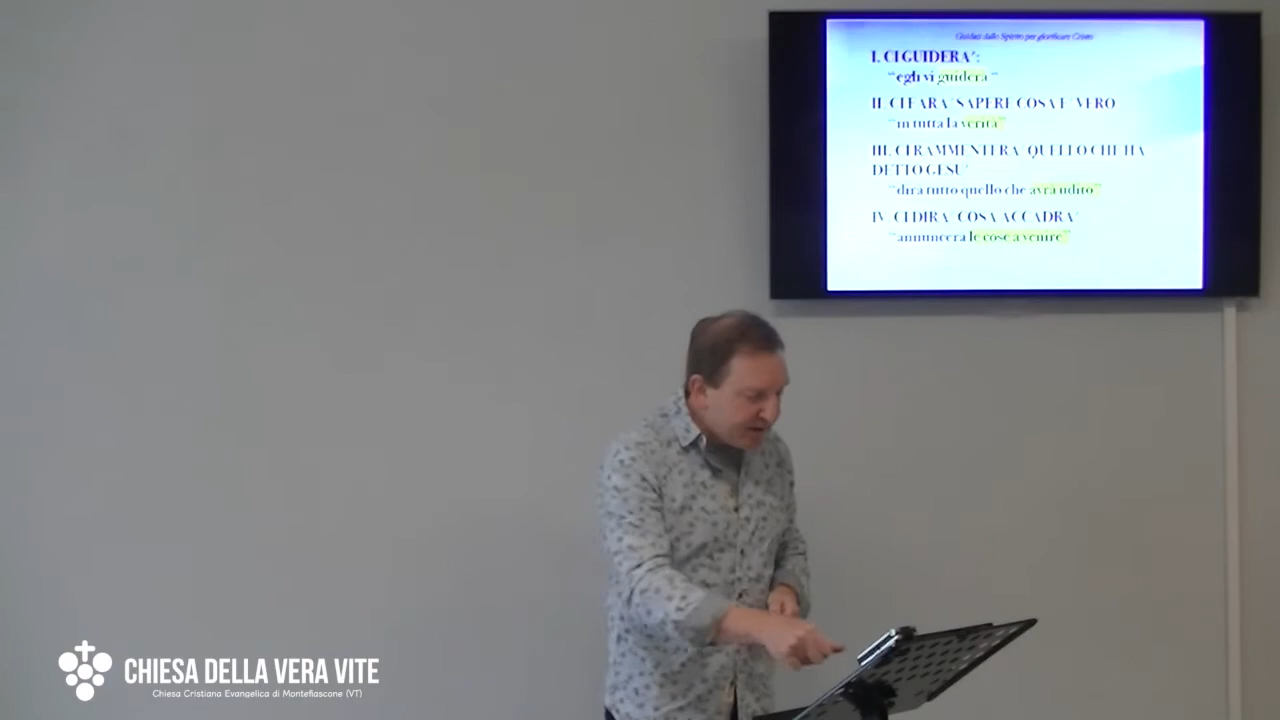 Guidati dallo Spirito per glorificare Cristo
I. CI GUIDERA':
"egli vi guiderà"
II. CI FARA' SAPERE COSA E' VERO
"in tutta la verità"
III. CI RAMMENTERA' QUELLO CHE HA
DETTO GESU'
"dirà tutto quello che avrà udito"
IV. CI DIRA' COSA ACCADRA'
"annuncerà le cose a venire"
CHIESA DELLA VERA VITE
Chiesa Cristiana Evangelica di Montefiascone (VT)